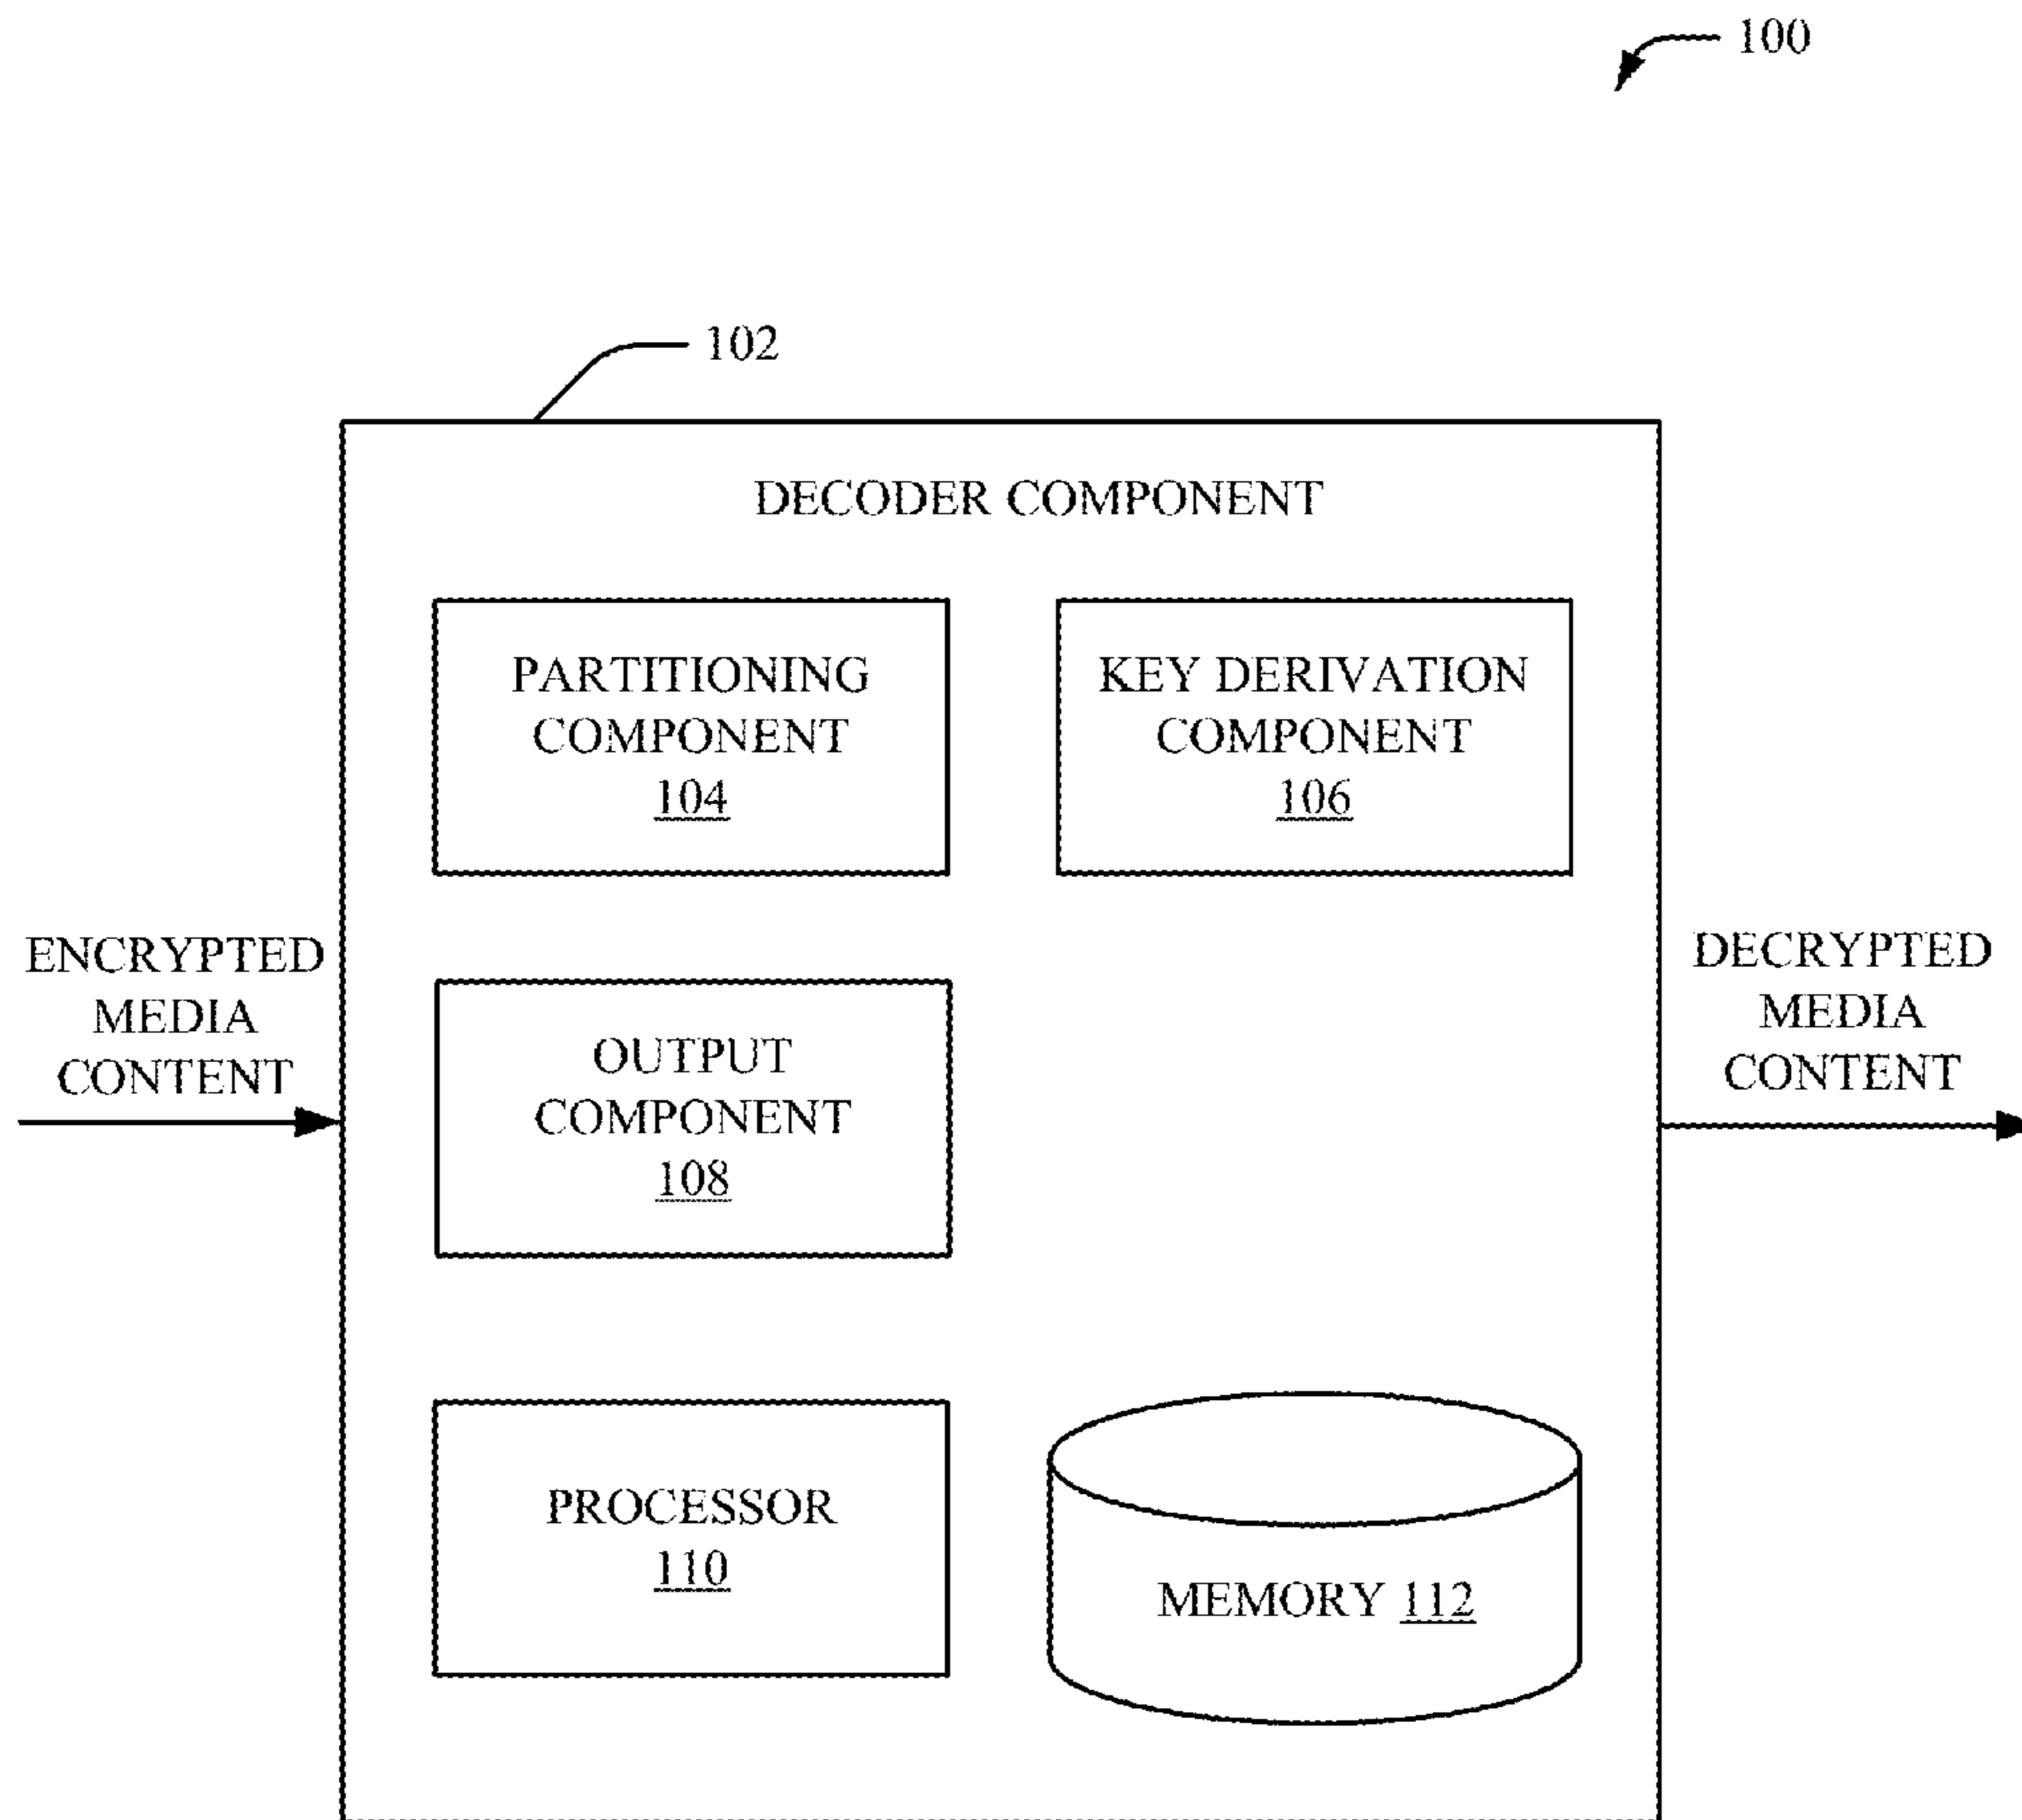 100
102
DECODER COMPONENT
PARTITIONING
COMPONENT
104
KEY DERIVATION
COMPONENT
106
ENCRYPTED
MEDIA
CONTENT
OUTPUT
COMPONENT
108
DECRYPTED
MEDIA
CONTENT
PROCESSOR
110
MEMORY 112